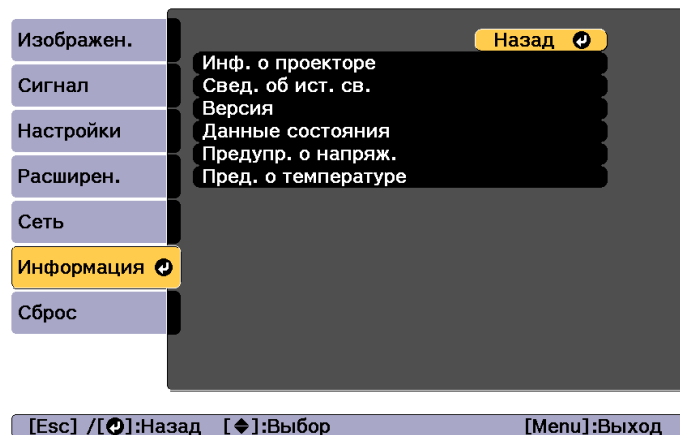 Изображен.
Сигнал
Настройки
Расширен.
Сеть
Информация
Сброс
Назад
Инф. о проекторе
Свед. об ист. св.
Версия
Данные состояния
Предупр. о напряж.
Пред. о температуре
[Esc] /[⏎]:Назад [◆]:Выбор [Menu]:Выход